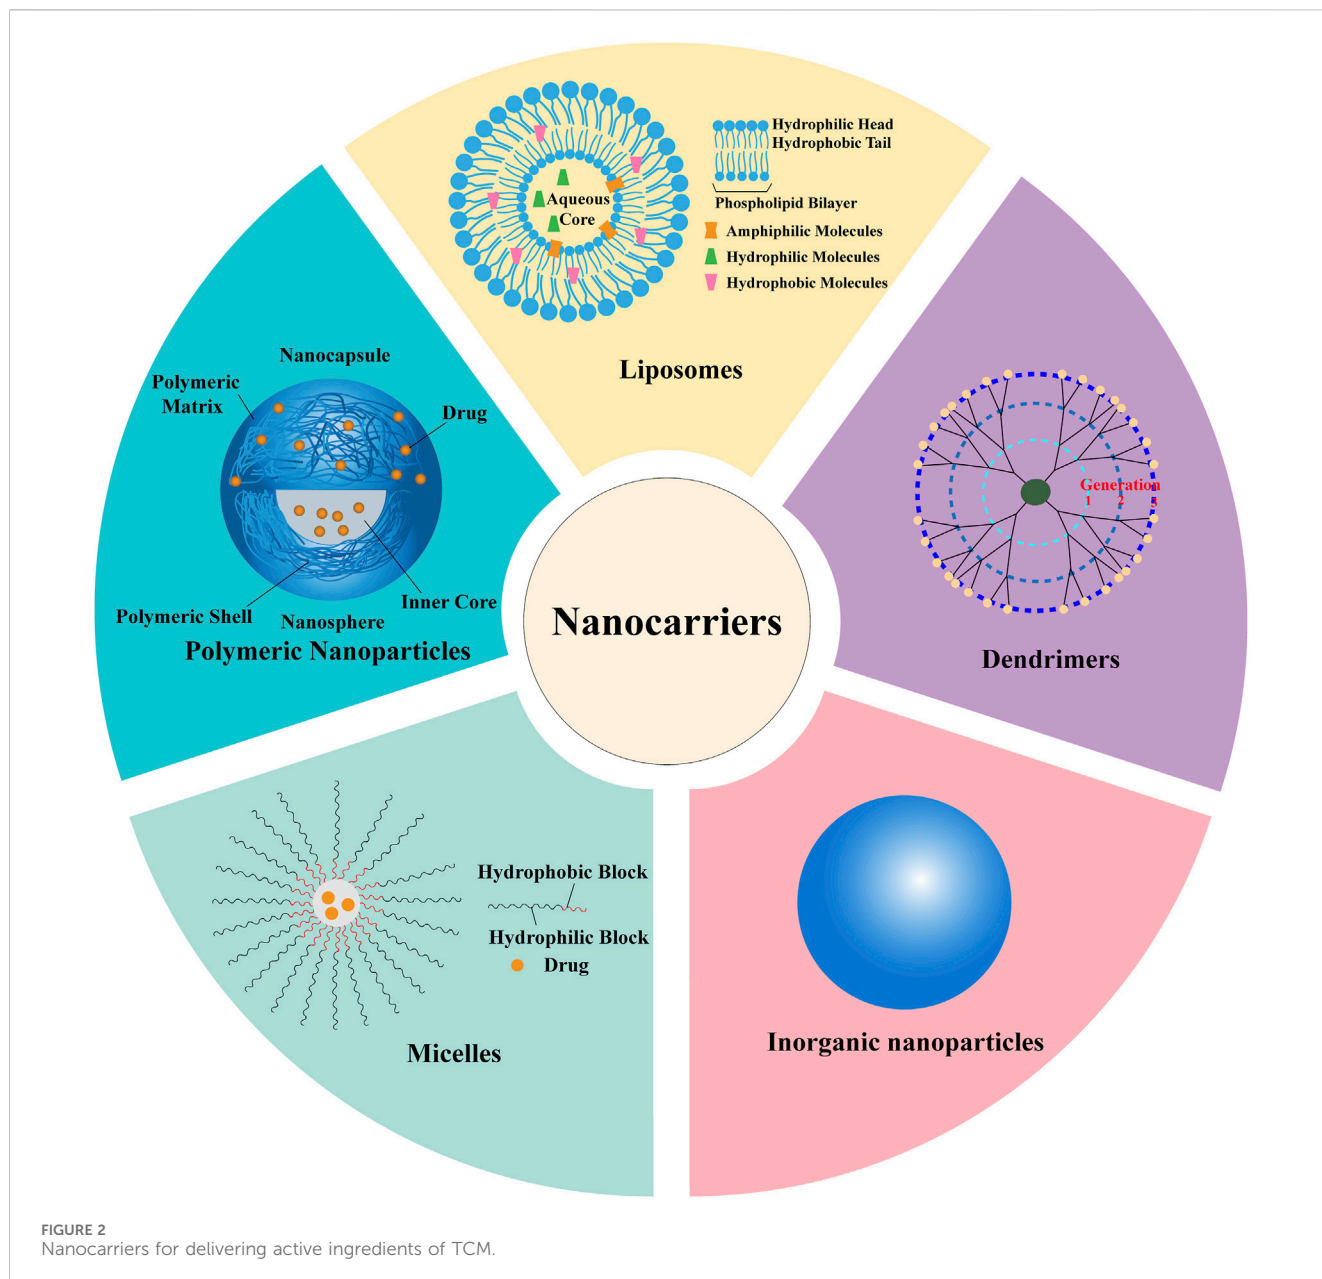 Hydrophilic Head
Hydrophobic Tail
Phospholipid Bilayer
Amphiphilic Molecules
Hydrophilic Molecules
Hydrophobic Molecules
Aqueous
Core
Liposomes
Nanocapsule
Polymeric
Matrix
Drug
Polymeric Shell
Inner Core
Nanosphere
Polymeric Nanoparticles
Generation
1 2 3
Dendrimers
Nanocarriers
Hydrophobic Block
Hydrophilic Block
Drug
Micelles
Inorganic nanoparticles
FIGURE 2
Nanocarriers for delivering active ingredients of TCM.